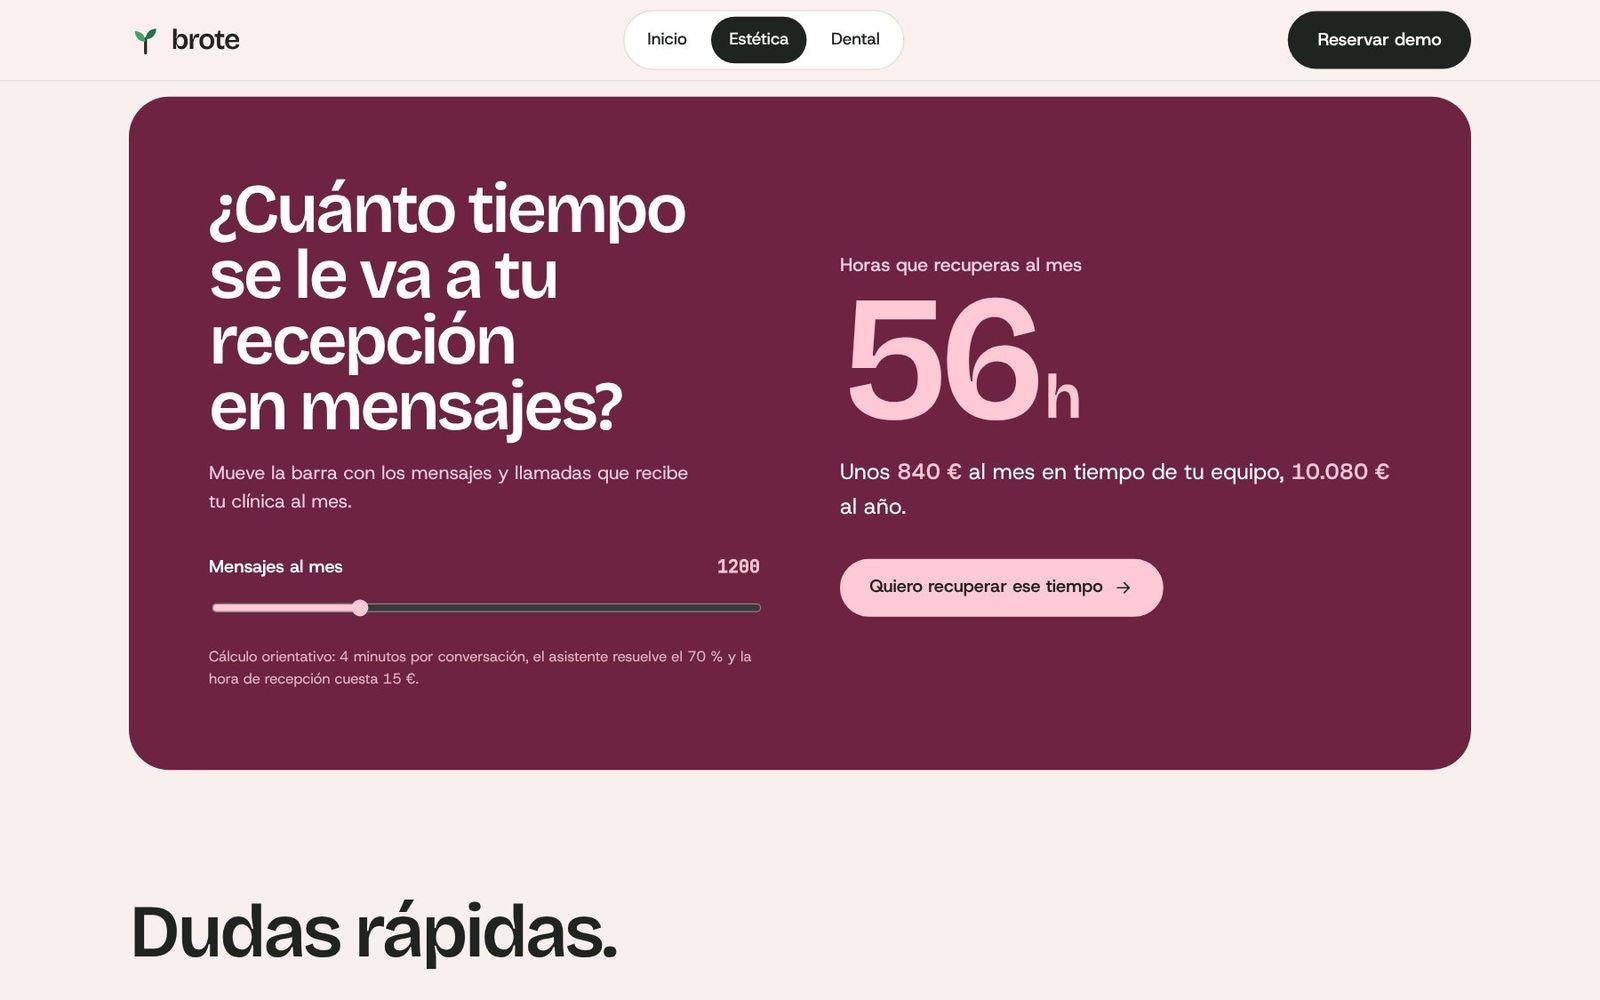 brote
Inicio
Estética
Dental
Reservar demo
¿Cuánto tiempo
se le va a tu
recepción
en mensajes?
Mueve la barra con los mensajes y llamadas que recibe
tu clínica al mes.
Mensajes al mes
1200
Cálculo orientativo: 4 minutos por conversación, el asistente resuelve el 70 % y la
hora de recepción cuesta 15 €.
Horas que recuperas al mes
56 h
Unos 840 € al mes en tiempo de tu equipo, 10.080 €
al año.
Quiero recuperar ese tiempo →
Dudas rápidas.